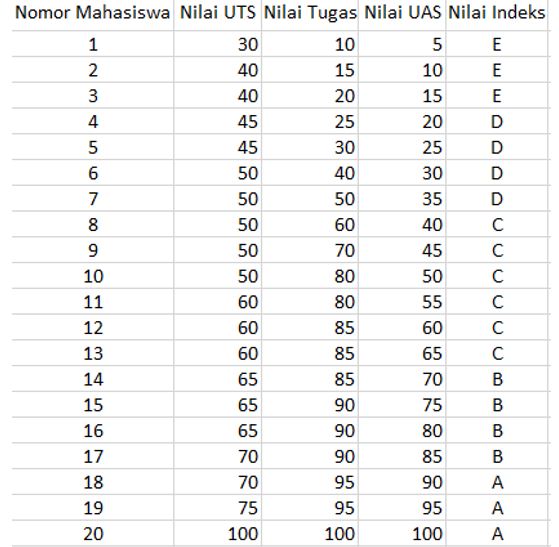 Nomor Mahasiswa Nilai UTS Nilai Tugas Nilai UAS Nilai Indeks
1 30 10 5 E
2 40 15 10 E
3 40 20 15 E
4 45 25 20 D
5 45 30 25 D
6 50 40 30 D
7 50 50 35 D
8 50 60 40 C
9 50 70 45 C
10 50 80 50 C
11 60 80 55 C
12 60 85 60 C
13 60 85 65 C
14 65 85 70 B
15 65 90 75 B
16 65 90 80 B
17 70 90 85 B
18 70 95 90 A
19 75 95 95 A
20 100 100 100 A